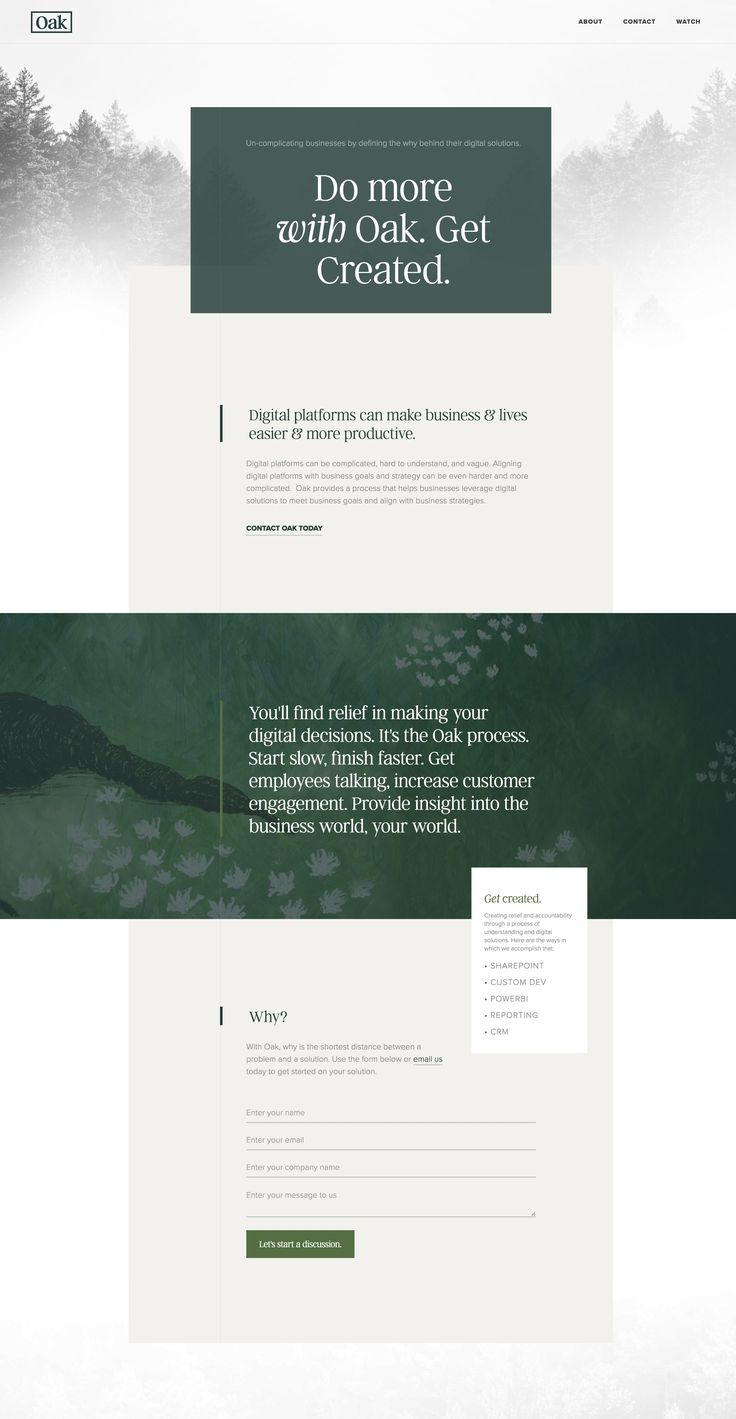 Oak
ABOUT CONTACT WATCH
Un-complicating businesses by defining the why behind their digital solutions.
Do more
with Oak. Get
Created.
Digital platforms can make business & lives
easier & more productive.
Digital platforms can be complicated, hard to understand, and vague. Aligning
digital platforms with business goals and strategy can be even harder and more
complicated. Oak provides a process that helps businesses leverage digital
solutions to meet business goals and align with business strategies.
CONTACT OAK TODAY
You'll find relief in making your
digital decisions. It's the Oak process.
Start slow, finish faster. Get
employees talking, increase customer
engagement. Provide insight into the
business world, your world.
Get created.
Creating relief and accountability
through a process of
understanding and digital
solutions. Here are the ways in
which we accomplish that:
• SHAREPOINT
• CUSTOM DEV
• POWERBI
• REPORTING
• CRM
Why?
With Oak, why is the shortest distance between a
problem and a solution. Use the form below or email us
today to get started on your solution.
Enter your name
Enter your email
Enter your company name
Enter your message to us
Let's start a discussion.